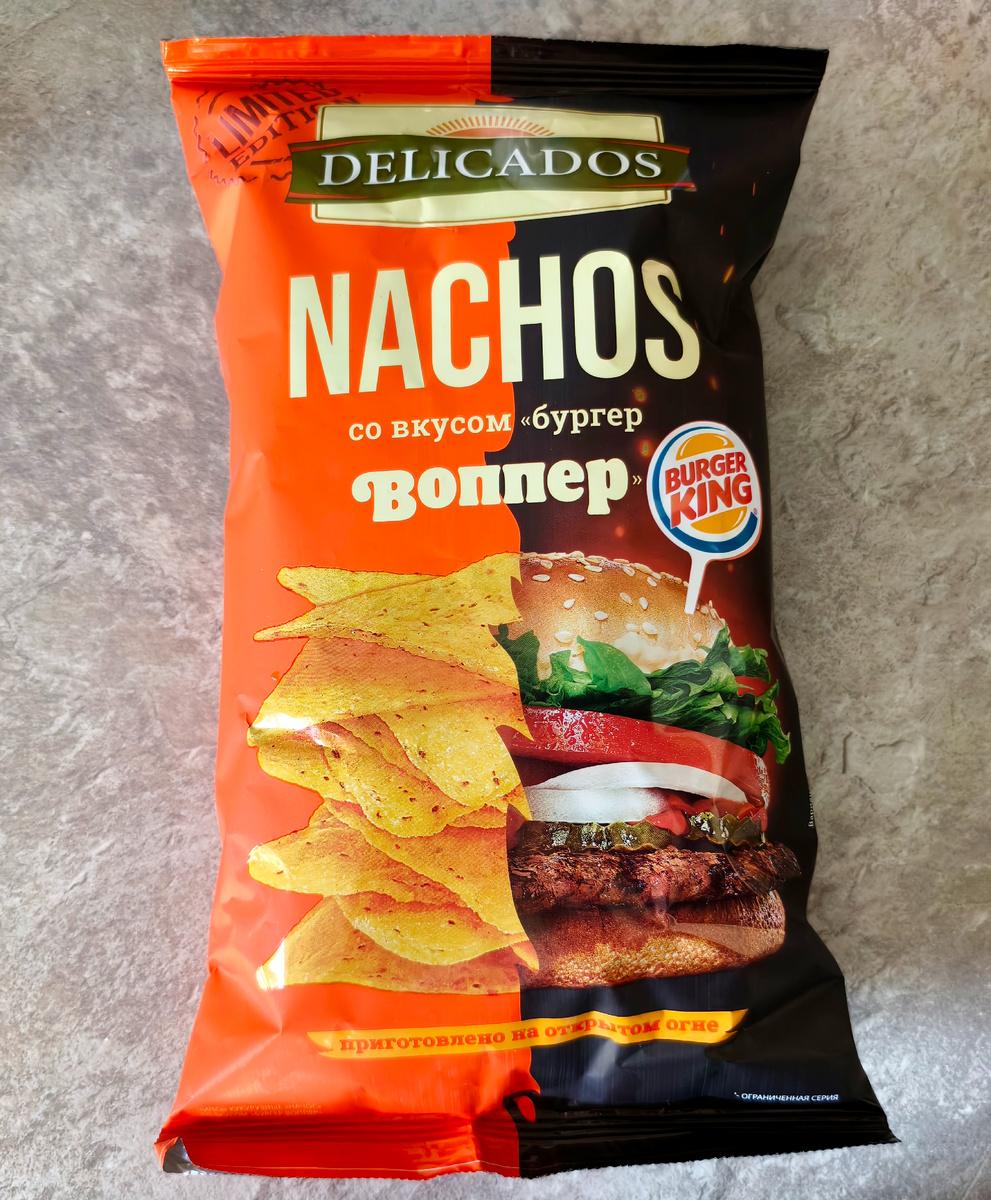 LIMITED
EDITION
DELICADOS
NACHOS
со вкусом «бургер
воппер»
BURGER
KING
®
приготовлено на открытом огне
*- ОГРАНИЧЕННАЯ СЕРИЯ